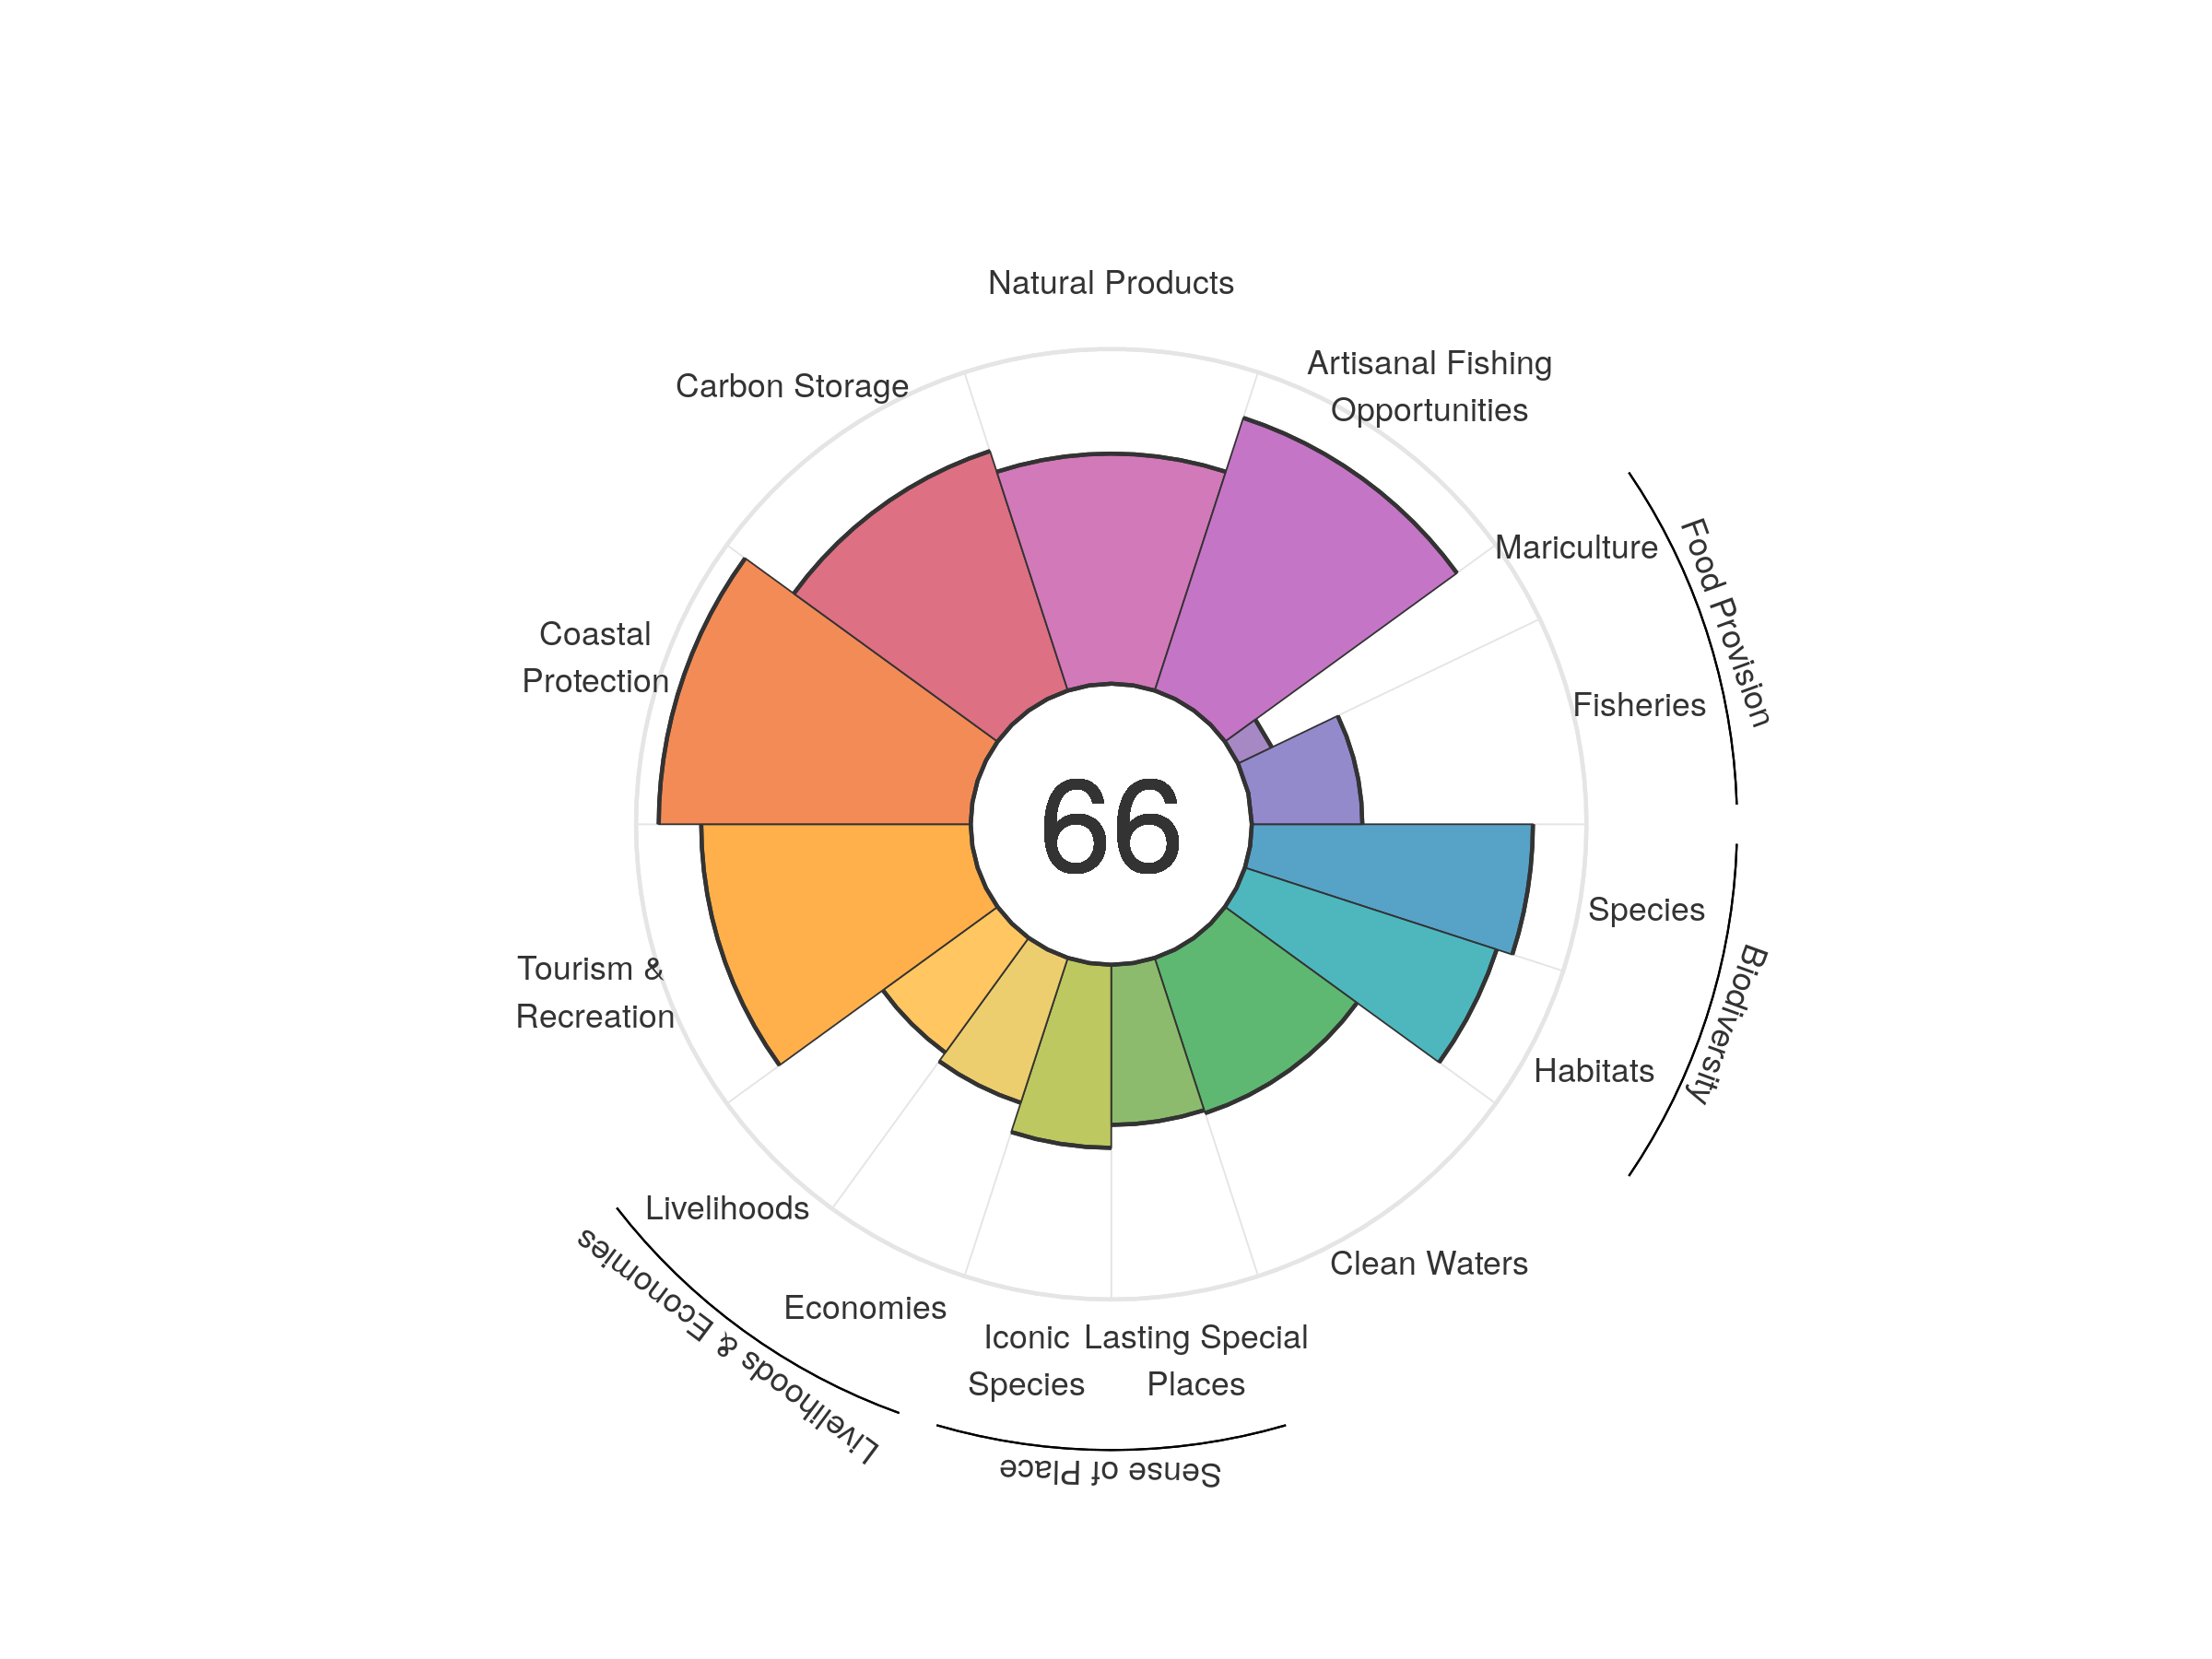 Natural Products
Artisanal Fishing
Opportunities
Carbon Storage
Mariculture
Food Provision
Coastal
Protection
Fisheries
66
Species
Biodiversity
Tourism &
Recreation
Habitats
Livelihoods
Livelihoods & Economies
Clean Waters
Economies
Iconic
Species
Lasting Special
Places
Sense of Place